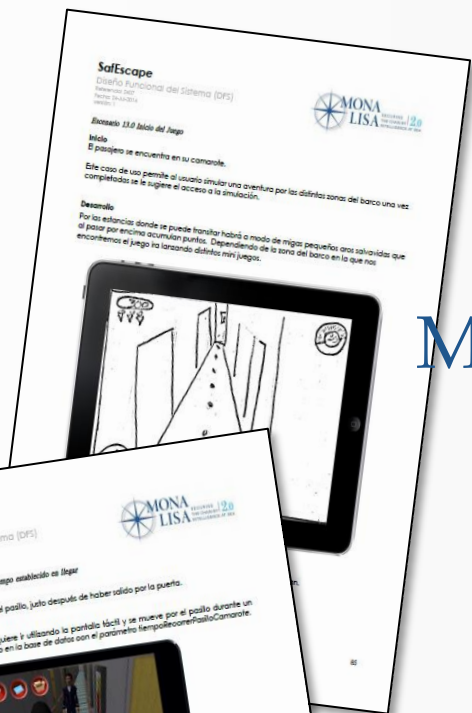 SafEscape
Diseño Funcional del Sistema (DFS)
MONA
LISA 2.0
Escenario 13.0 Inicio del Juego
Inicio
El pasajero se encuentra en su camarote.
Este caso de uso permite al usuario simular una aventura por las distintas zonas del barco una vez
completadas se le sugiere el acceso a la simulación.
Desarrollo
Por las estancias donde se puede transitar habrá a modo de migas pequeños aros salvavidas que
al pasar por encima acumulan puntos. Dependiendo de la zona del barco en la que nos
encontremos el juego ira lanzando distintos mini juegos.
300
M
ma (DFS)
MONA
LISA 2.0
mpo establecido en llegar
l pasillo, justo después de haber salido por la puerta.
uiere ir utilizando la pantalla táctil y se mueve por el pasillo durante un
o en la base de datos con el parámetro tiempoRecorrerPasilloCamarote.
en.